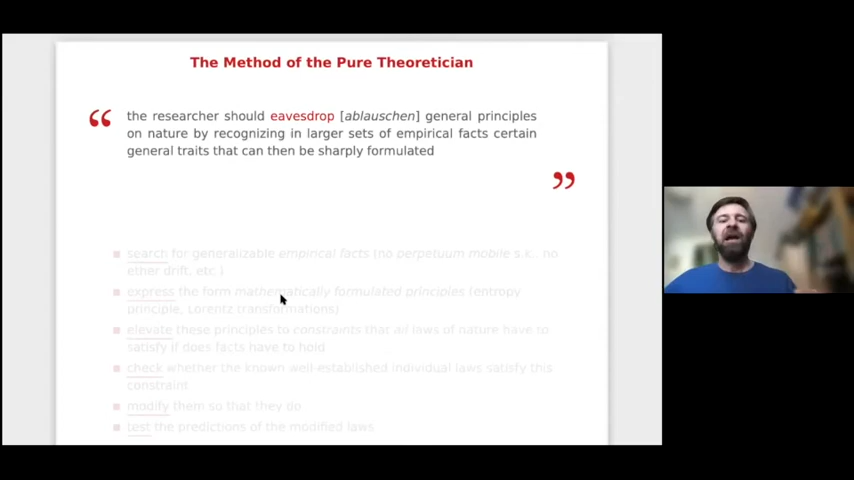 The Method of the Pure Theoretician
“ the researcher should eavesdrop [ablauschen] general principles
on nature by recognizing in larger sets of empirical facts certain
general traits that can then be sharply formulated
”
search for generalizable empirical facts (no perpetuum mobile s.k., no
ether drift, etc.)
express the form mathematically formulated principles (entropy
principle, Lorentz transformations)
elevate these principles to constraints that all laws of nature have to
satisfy if does facts have to hold
check whether the known well-established individual laws satisfy this
constraint
modify them so that they do
test the predictions of the modified laws